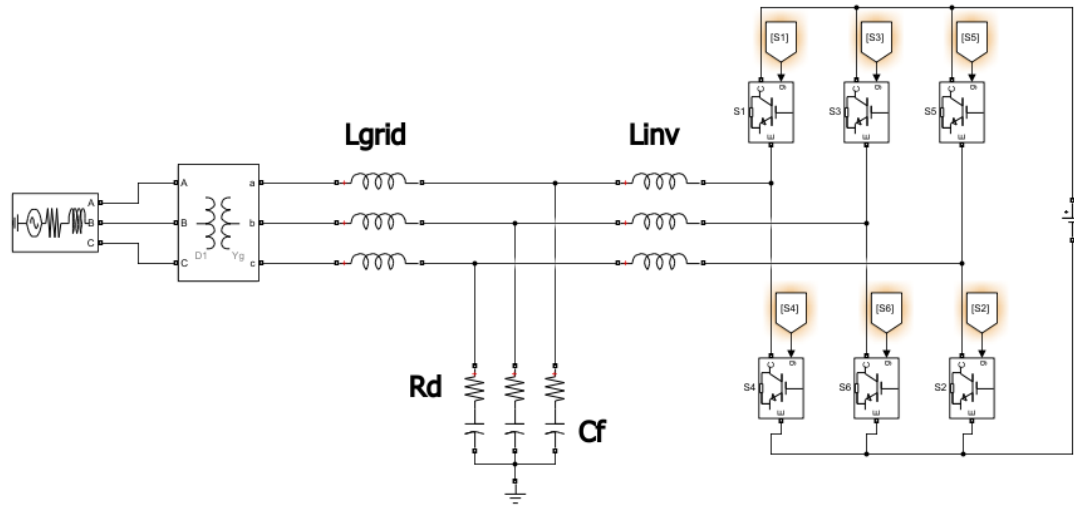 [S1]
[S3]
[S5]
C
g
C
g
C
g
S1
S3
S5
E
E
E
Lgrid
Linv
A
B
C
A
B
C
D1
Yg
a
b
c
[S4]
[S6]
[S2]
C
g
C
g
C
g
S4
S6
S2
E
E
E
Rd
Cf